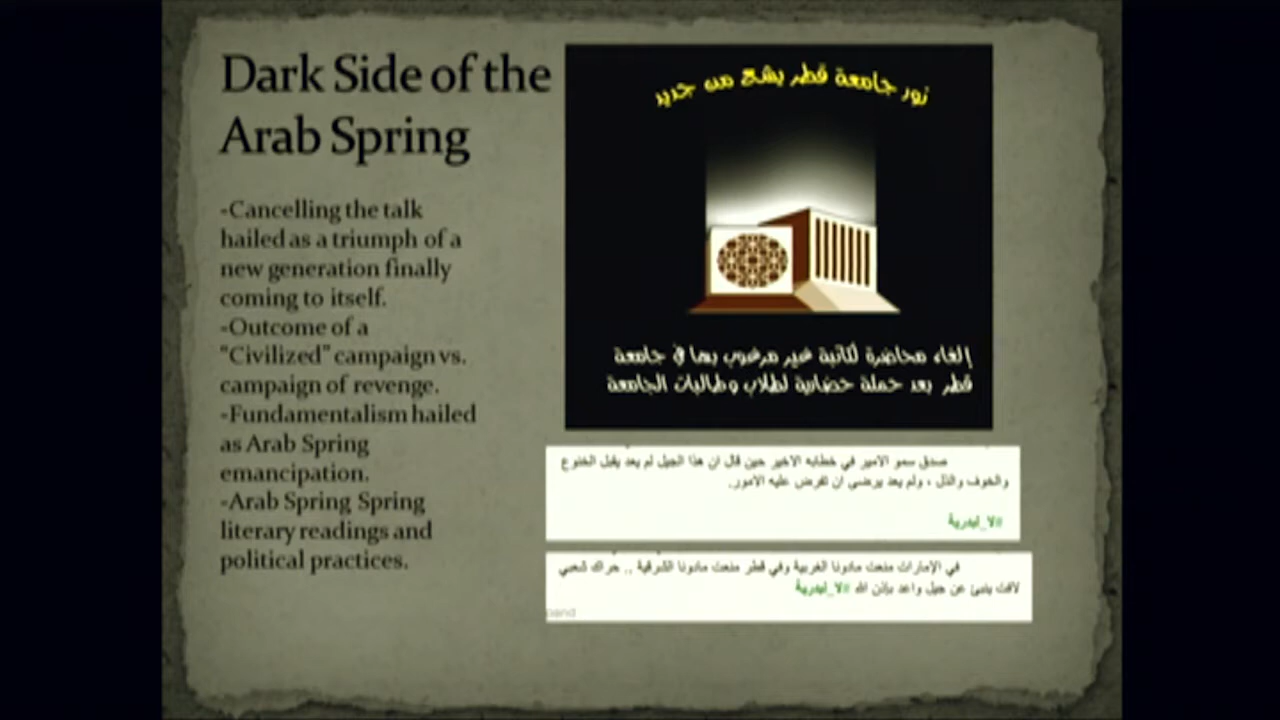 Dark Side of the
Arab Spring
-Cancelling the talk
hailed as a triumph of a
new generation finally
coming to itself.
-Outcome of a
"Civilized" campaign vs.
campaign of revenge.
-Fundamentalism hailed
as Arab Spring
emancipation.
-Arab Spring Spring
literary readings and
political practices.
نور جامعة قطر يشع من جديد
إلغاء محاضرة لكاتبة غير مرغوب بها في جامعة
قطر بعد حملة حضارية لطلاب وطالبات الجامعة
صدق سمو الامير في خطابه الاخير حين قال ان هذا الجيل لم يعد يقبل الخنوع
والخوف والذل ، ولم يعد يرضى ان تفرض عليه الامور.
#لا_لبدرية
في الإمارات منعت مادونا الغربية وفي قطر منعت مادونا الشرقية .. حراك شعبي
لافت ينبئ عن جيل واعد بإذن الله #لا_لبدرية